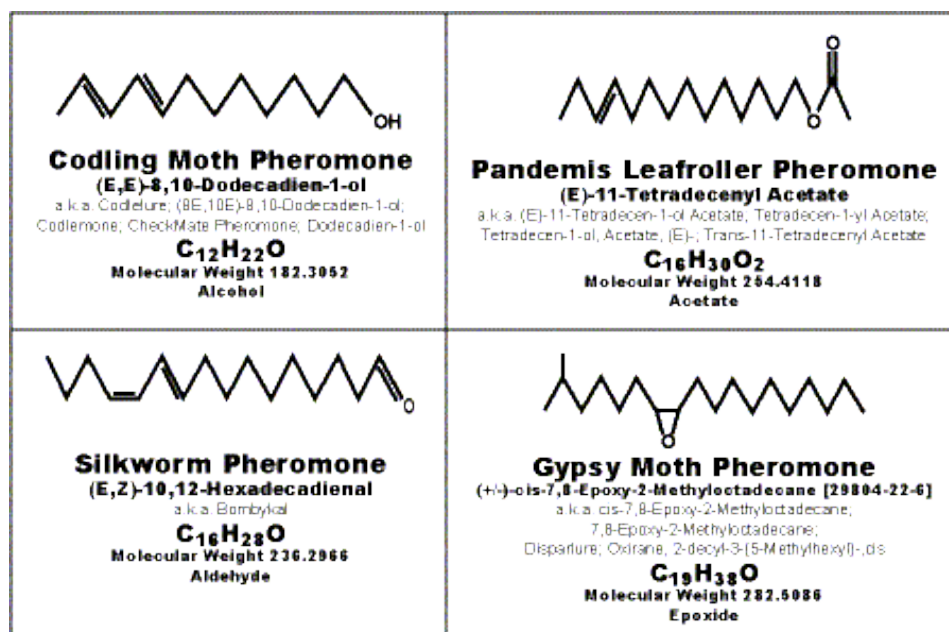 OH
Codling Moth Pheromone
(E,E)-8,10-Dodecadien-1-ol
a.k.a. Codlelure; (8E,10E)-8,10-Dodecadien-1-ol;
Codlemone; CheckMate Pheromone; Dodecadien-1-ol
C12H22O
Molecular Weight 182.3052
Alcohol
O
O
Pandemis Leafroller Pheromone
(E)-11-Tetradecenyl Acetate
a.k.a. (E)-11-Tetradecen-1-ol Acetate; Tetradecen-1-yl Acetate;
Tetradecen-1-ol, Acetate, (E)-; Trans-11-Tetradecenyl Acetate
C16H30O2
Molecular Weight 254.4118
Acetate
O
Silkworm Pheromone
(E,Z)-10,12-Hexadecadienal
a.k.a. Bombykal
C16H28O
Molecular Weight 236.2966
Aldehyde
O
Gypsy Moth Pheromone
(+/-)-cis-7,8-Epoxy-2-Methyloctadecane [29804-22-6]
a.k.a. cis-7,8-Epoxy-2-Methyloctadecane;
7,8-Epoxy-2-Methyloctadecane;
Disparlure; Oxirane, 2-decyl-3-(5-Methylhexyl)-,cis
C19H38O
Molecular Weight 282.5086
Epoxide